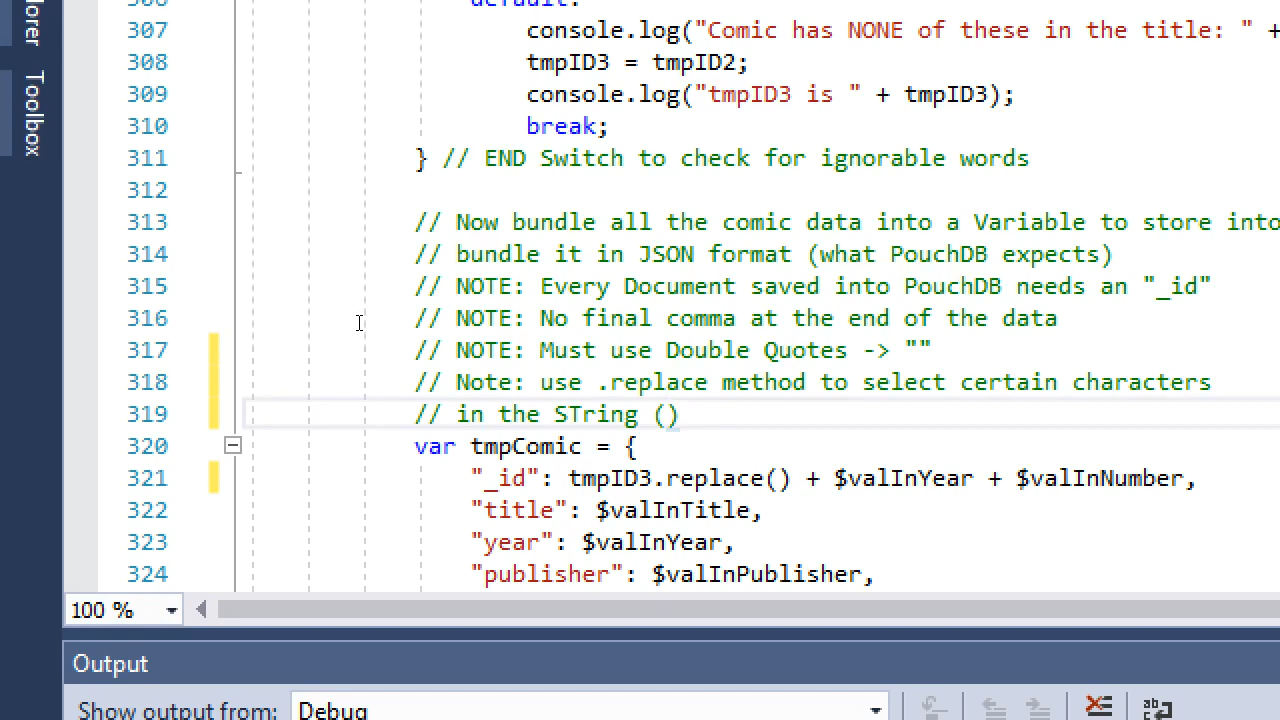 lorer
Toolbox
306 default:
307 console.log("Comic has NONE of these in the title: " +
308 tmpID3 = tmpID2;
309 console.log("tmpID3 is " + tmpID3);
310 break;
311 } // END Switch to check for ignorable words
312
313 // Now bundle all the comic data into a Variable to store into
314 // bundle it in JSON format (what PouchDB expects)
315 // NOTE: Every Document saved into PouchDB needs an "_id"
316 // NOTE: No final comma at the end of the data
317 // NOTE: Must use Double Quotes -> ""
318 // Note: use .replace method to select certain characters
319 // in the STring ()
320 var tmpComic = {
321 "_id": tmpID3.replace() + $valInYear + $valInNumber,
322 "title": $valInTitle,
323 "year": $valInYear,
324 "publisher": $valInPublisher,
100 %
Output
Show output from: Debug